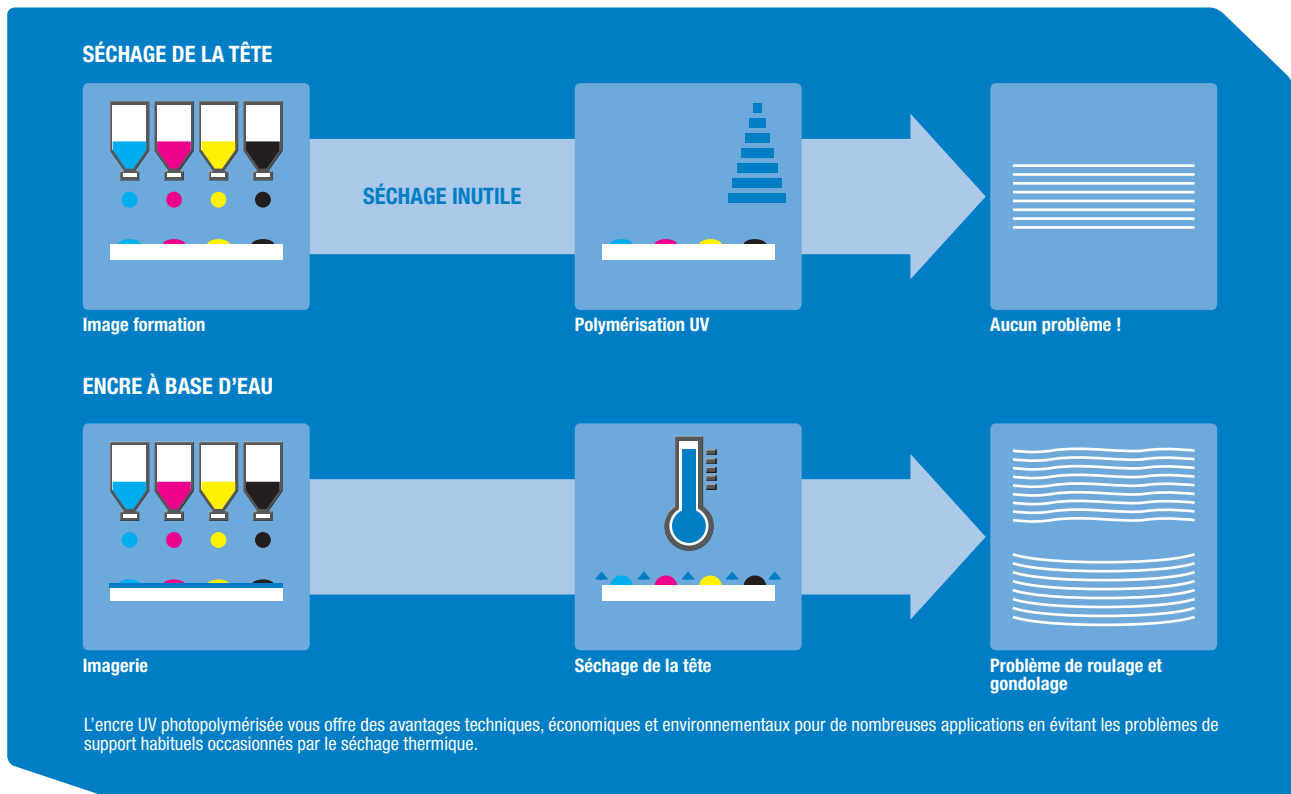 SÉCHAGE DE LA TÊTE
SÉCHAGE INUTILE
Image formation
Polymérisation UV
Aucun problème !
ENCRE À BASE D’EAU
Imagerie
Séchage de la tête
Problème de roulage et
gondolage
L’encre UV photopolymérisée vous offre des avantages techniques, économiques et environnementaux pour de nombreuses applications en évitant les problèmes de
support habituels occasionnés par le séchage thermique.